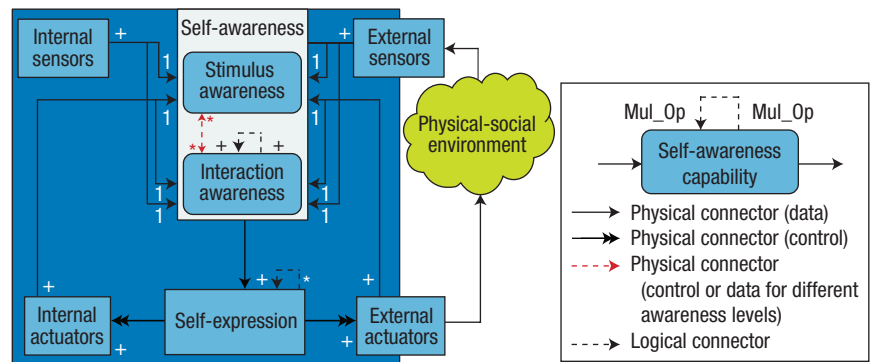 Internal
sensors
Self-awareness
External
sensors
+
+
1
1
Stimulus
awareness
1
1
*
*
+
+
Interaction
awareness
1
1
1
1
Physical-social
environment
+
*
+
+
Internal
actuators
Self-expression
External
actuators
+
+
Mul_Op
Mul_Op
Self-awareness
capability
Physical connector (data)
Physical connector (control)
Physical connector
(control or data for different
awareness levels)
Logical connector